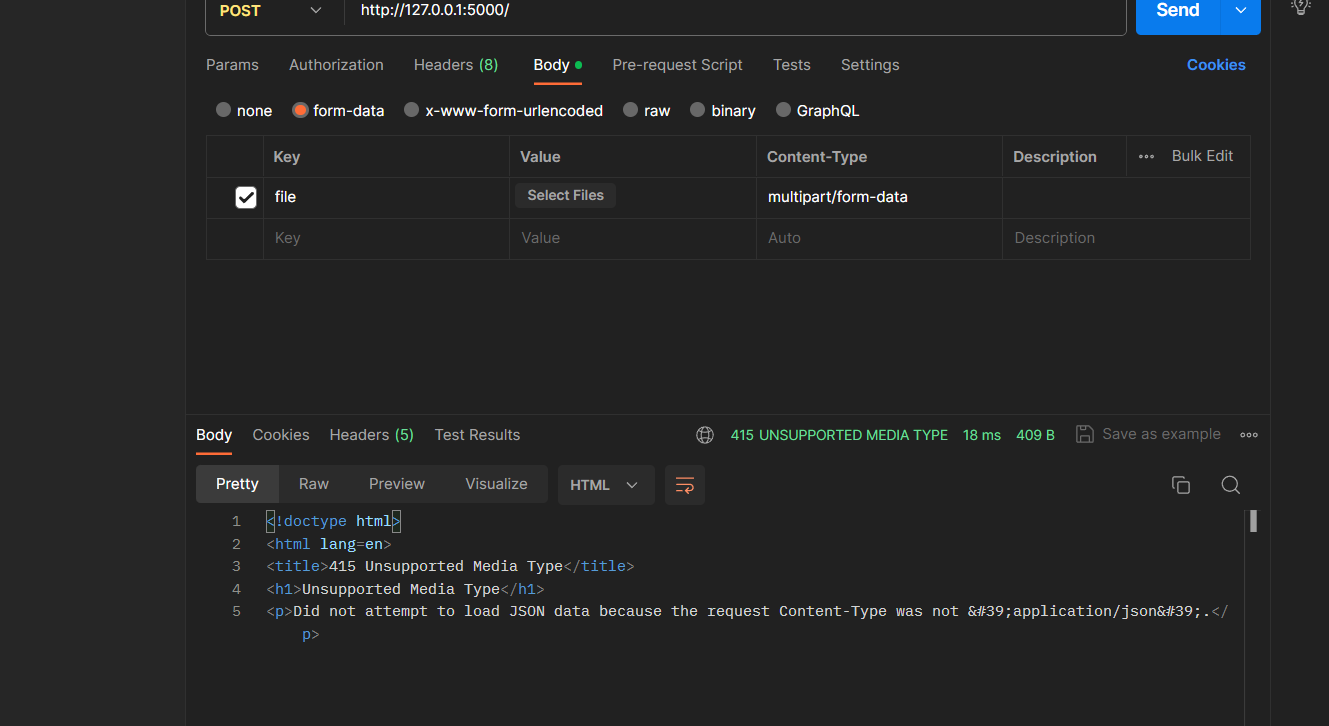 POST http://127.0.0.1:5000/ Send
Params Authorization Headers (8) Body Pre-request Script Tests Settings Cookies
none form-data x-www-form-urlencoded raw binary GraphQL
Key Value Content-Type Description ••• Bulk Edit
file Select Files multipart/form-data
Key Value Auto Description
Body Cookies Headers (5) Test Results 415 UNSUPPORTED MEDIA TYPE 18 ms 409 B Save as example
Pretty Raw Preview Visualize HTML
1 <!doctype html>
2 <html lang=en>
3 <title>415 Unsupported Media Type</title>
4 <h1>Unsupported Media Type</h1>
5 <p>Did not attempt to load JSON data because the request Content-Type was not &#39;application/json&#39;.</
p>